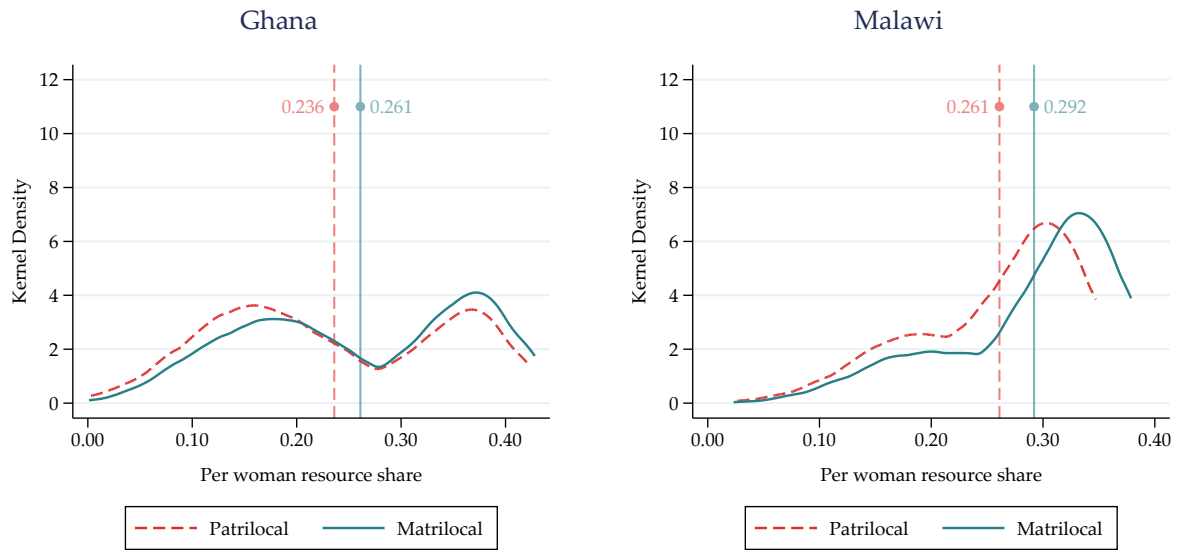 Ghana
12
10
8
6
4
2
0
Kernel Density
0.236
0.261
0.00 0.10 0.20 0.30 0.40
Per woman resource share
Patrilocal Matrilocal
Malawi
12
10
8
6
4
2
0
Kernel Density
0.261
0.292
0.00 0.10 0.20 0.30 0.40
Per woman resource share
Patrilocal Matrilocal